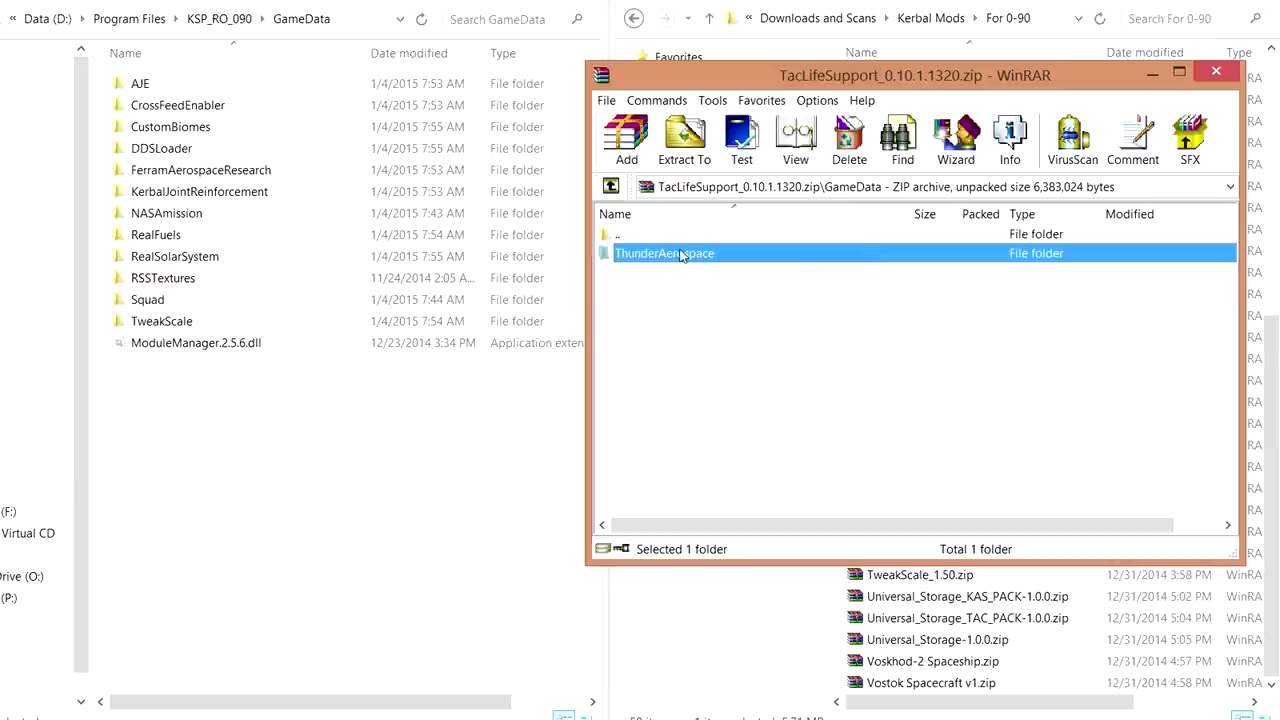 « Data (D:) › Program Files › KSP_RO_090 › GameData
Search GameData
Name Date modified Type
AJE 1/4/2015 7:53 AM File folder
CrossFeedEnabler 1/4/2015 7:53 AM File folder
CustomBiomes 1/4/2015 7:55 AM File folder
DDSLoader 1/4/2015 7:55 AM File folder
FerramAerospaceResearch 1/4/2015 7:53 AM File folder
KerbalJointReinforcement 1/4/2015 7:53 AM File folder
NASAmission 1/4/2015 7:43 AM File folder
RealFuels 1/4/2015 7:54 AM File folder
RealSolarSystem 1/4/2015 7:55 AM File folder
RSSTextures 11/24/2014 2:05 A... File folder
Squad 1/4/2015 7:44 AM File folder
TweakScale 1/4/2015 7:54 AM File folder
ModuleManager.2.5.6.dll 12/23/2014 3:34 PM Application exten
(F:)
Virtual CD
Drive (O:)
(P:)
« Downloads and Scans › Kerbal Mods › For 0-90
Search For 0-90
Favorites
Name Date modified Type
TacLifeSupport_0.10.1.1320.zip - WinRAR
File Commands Tools Favorites Options Help
Add Extract To Test View Delete Find Wizard Info VirusScan Comment SFX
TacLifeSupport_0.10.1.1320.zip\GameData - ZIP archive, unpacked size 6,383,024 bytes
Name Size Packed Type Modified
.. File folder
ThunderAerospace File folder
Selected 1 folder Total 1 folder
TweakScale_1.50.zip 12/31/2014 3:58 PM WinRA
Universal_Storage_KAS_PACK-1.0.0.zip 12/31/2014 5:02 PM WinRA
Universal_Storage_TAC_PACK-1.0.0.zip 12/31/2014 5:04 PM WinRA
Universal_Storage-1.0.0.zip 12/31/2014 5:05 PM WinRA
Voskhod-2 Spaceship.zip 12/31/2014 4:57 PM WinRA
Vostok Spacecraft v1.zip 12/31/2014 4:57 PM WinRA